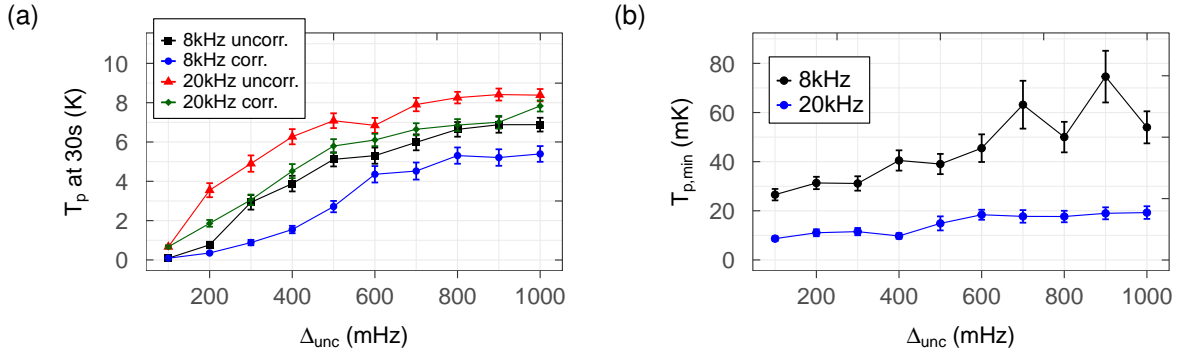 (a)
8kHz uncorr.
8kHz corr.
20kHz uncorr.
20kHz corr.
10
8
6
4
2
0
Tp at 30s (K)
200 400 600 800 1000
Δunc (mHz)
(b)
8kHz
20kHz
80
60
40
20
0
Tp,min (mK)
200 400 600 800 1000
Δunc (mHz)